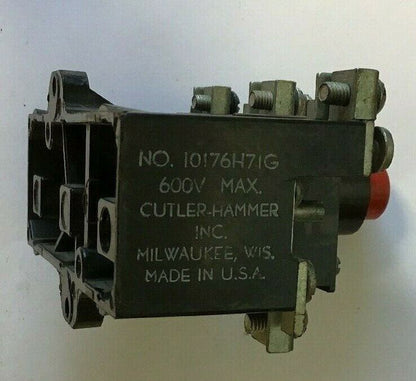 NO. 10176H71G
600V MAX.
CUTLER-HAMMER
INC.
MILWAUKEE, WIS.
MADE IN U.S.A.